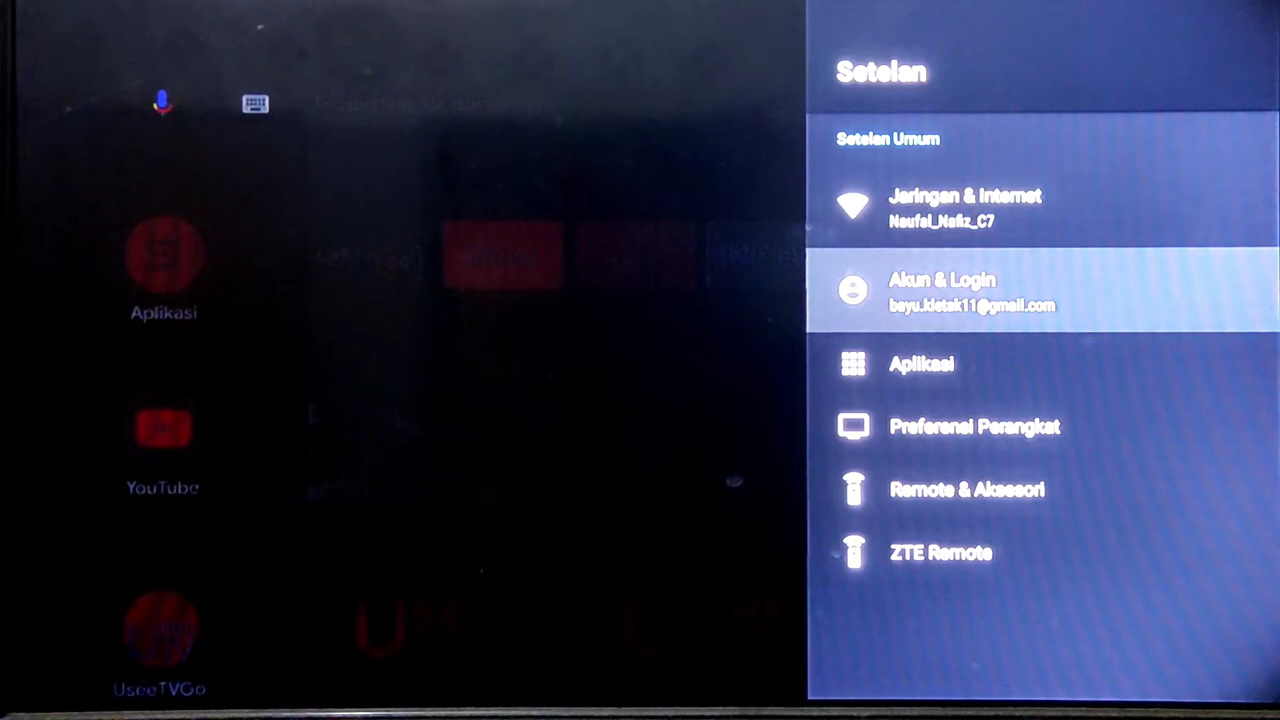 Setelan
Setelan Umum
Jaringan & Internet
Naufal_Nafiz_C7
Akun & Login
bayu.kletak11@gmail.com
Aplikasi
Preferensi Perangkat
Remote & Aksesori
ZTE Remote
Aplikasi
YouTube
UseeTVGo